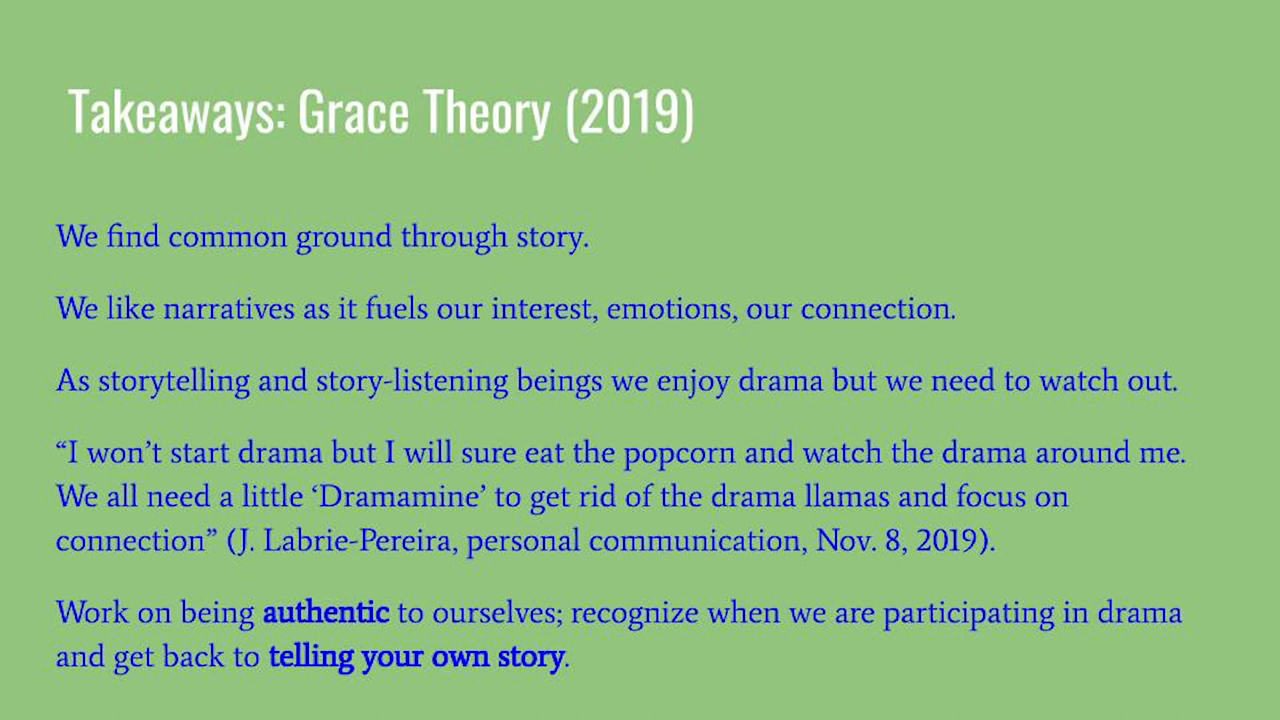 Takeaways: Grace Theory (2019)
We find common ground through story.
We like narratives as it fuels our interest, emotions, our connection.
As storytelling and story-listening beings we enjoy drama but we need to watch out.
“I won’t start drama but I will sure eat the popcorn and watch the drama around me.
We all need a little ‘Dramamine’ to get rid of the drama llamas and focus on
connection” (J. Labrie-Pereira, personal communication, Nov. 8, 2019).
Work on being authentic to ourselves; recognize when we are participating in drama
and get back to telling your own story.